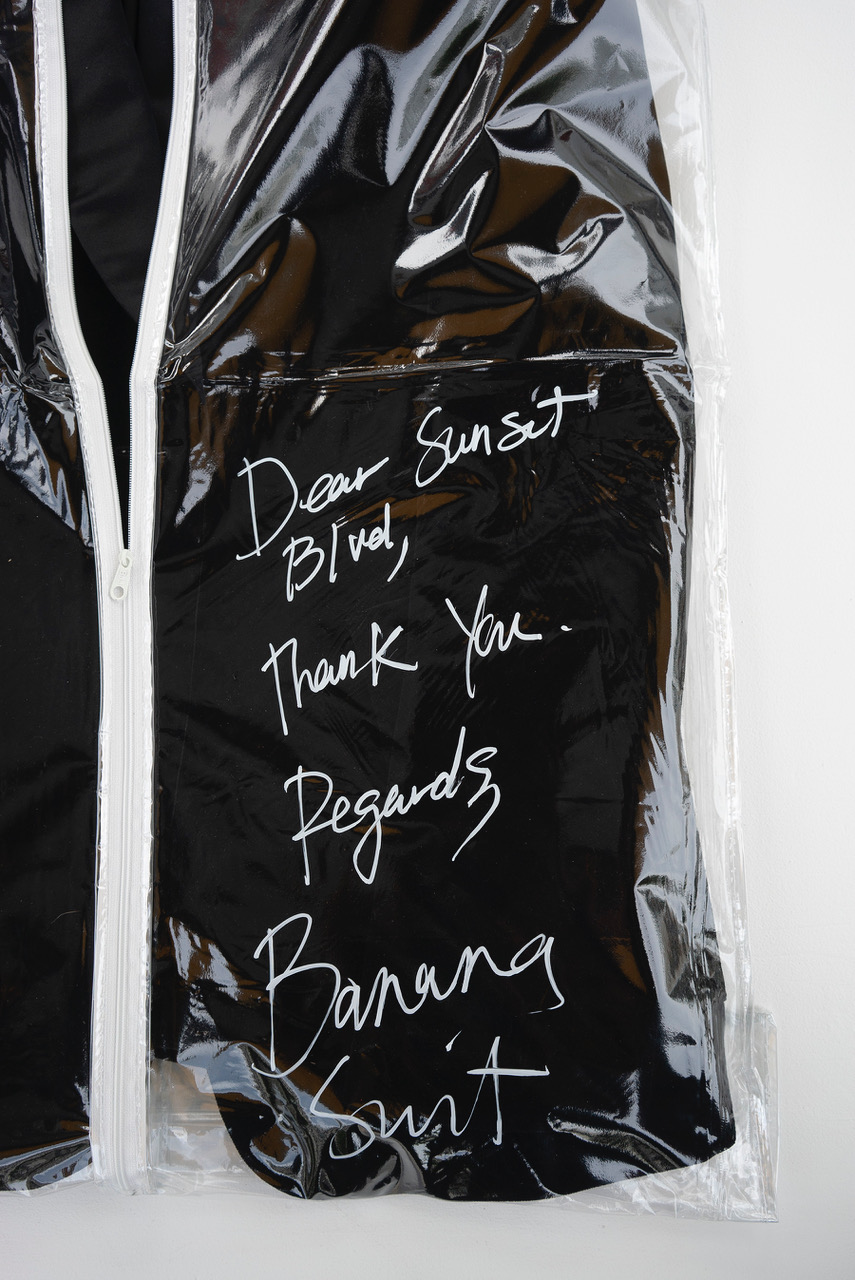 Dear Sunset
Blvd,
Thank You.
Regards,
Banana
Suit